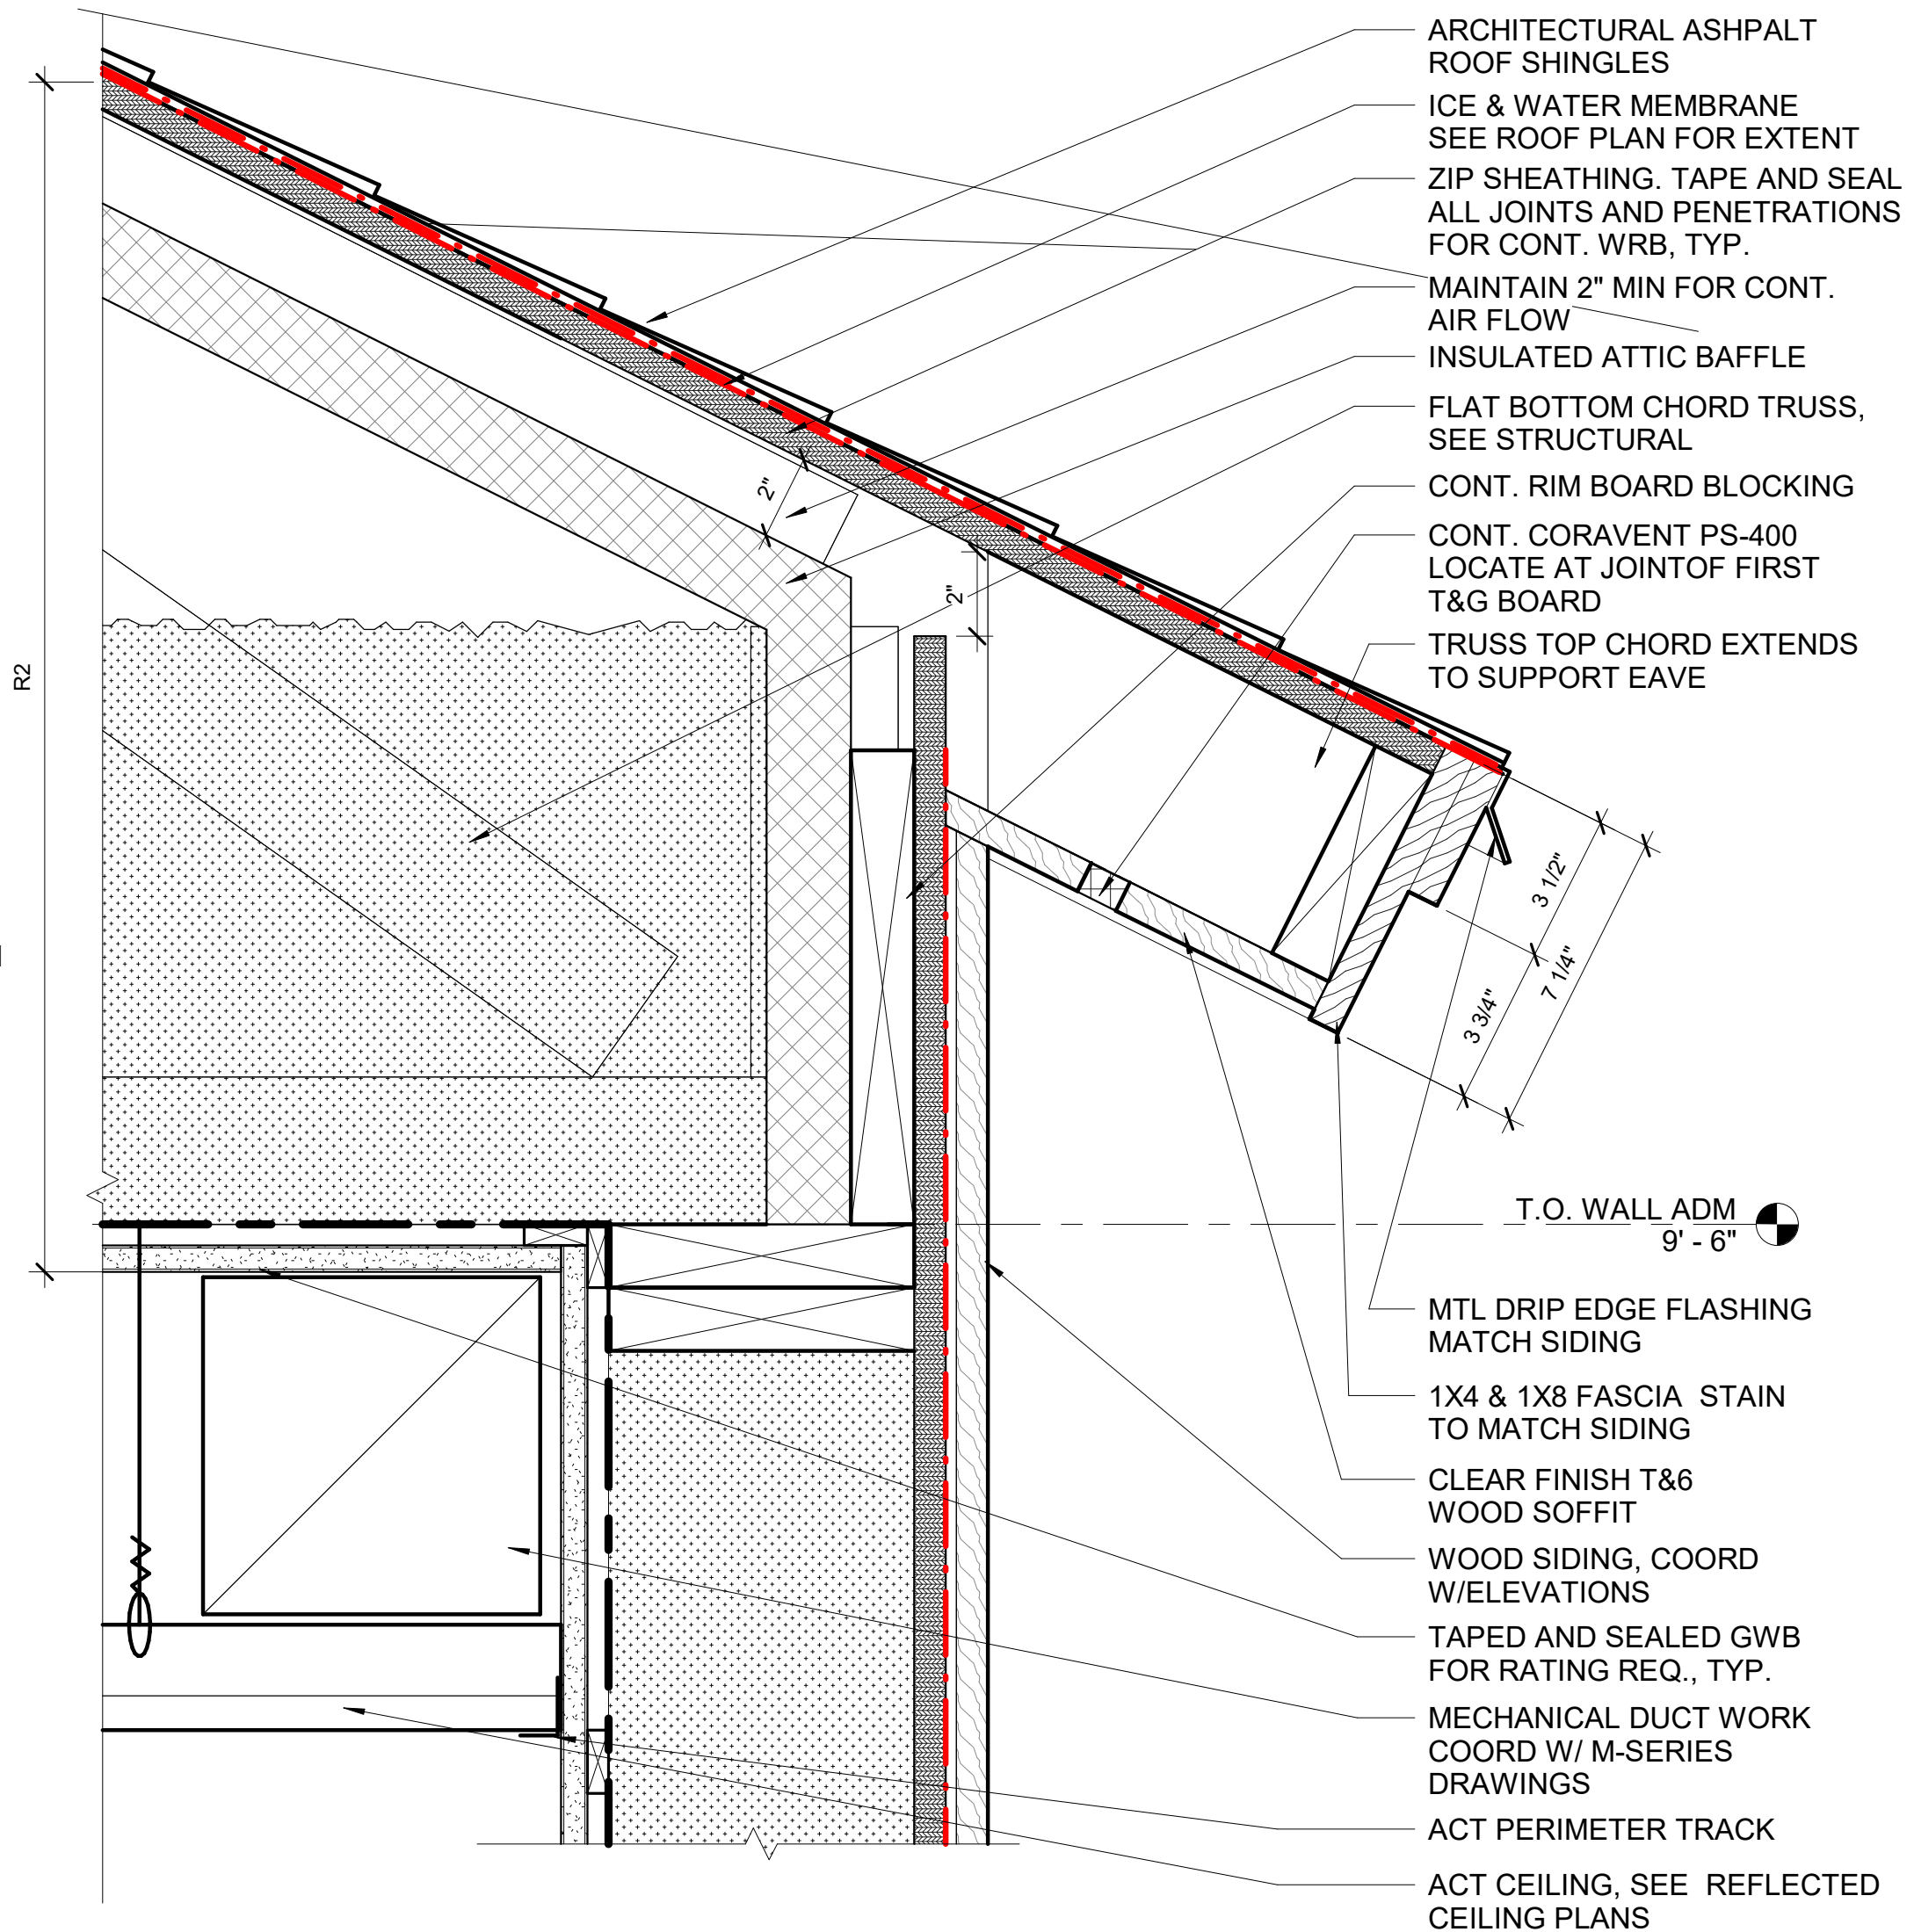 ARCHITECTURAL ASHPALT
ROOF SHINGLES
ICE & WATER MEMBRANE
SEE ROOF PLAN FOR EXTENT
ZIP SHEATHING. TAPE AND SEAL
ALL JOINTS AND PENETRATIONS
FOR CONT. WRB, TYP.
MAINTAIN 2" MIN FOR CONT.
AIR FLOW
INSULATED ATTIC BAFFLE
FLAT BOTTOM CHORD TRUSS,
SEE STRUCTURAL
CONT. RIM BOARD BLOCKING
CONT. CORAVENT PS-400
LOCATE AT JOINTOF FIRST
T&G BOARD
TRUSS TOP CHORD EXTENDS
TO SUPPORT EAVE
2"
2"
R2
3 1/2"
7 1/4"
3 3/4"
T.O. WALL ADM
9' - 6"
MTL DRIP EDGE FLASHING
MATCH SIDING
1X4 & 1X8 FASCIA  STAIN
TO MATCH SIDING
CLEAR FINISH T&6
WOOD SOFFIT
WOOD SIDING, COORD
W/ELEVATIONS
TAPED AND SEALED GWB
FOR RATING REQ., TYP.
MECHANICAL DUCT WORK
COORD W/ M-SERIES
DRAWINGS
ACT PERIMETER TRACK
ACT CEILING, SEE  REFLECTED
CEILING PLANS